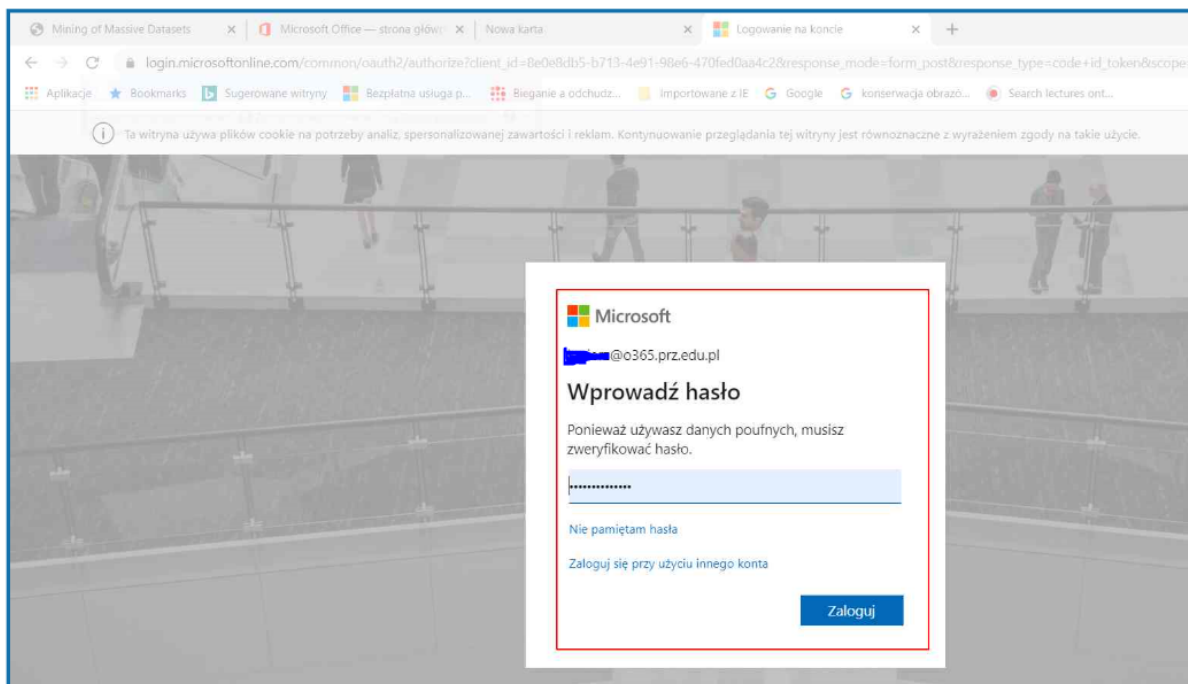 Mining of Massive Datasets
Microsoft Office — strona główn
Nowa karta
Logowanie na koncie
login.microsoftonline.com/common/oauth2/authorize?client_id=8e0e8db5-b713-4e91-98e6-470fed0aa4c2&response_mode=form_post&response_type=code+id_token&scope
Aplikacje Bookmarks Sugerowane witryny Bezpłatna usługa p... Bieganie a odchudz... Importowane z IE Google konserwacja obrazó... Search lectures ont...
Ta witryna używa plików cookie na potrzeby analiz, spersonalizowanej zawartości i reklam. Kontynuowanie przeglądania tej witryny jest równoznaczne z wyrażeniem zgody na takie użycie.
Microsoft
@o365.prz.edu.pl
Wprowadź hasło
Ponieważ używasz danych poufnych, musisz
zweryfikować hasło.
Nie pamiętam hasła
Zaloguj się przy użyciu innego konta
Zaloguj